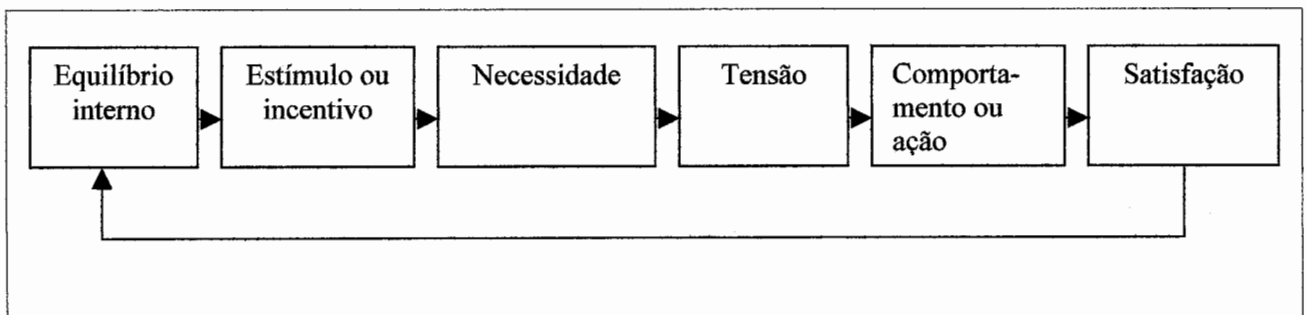 Equilíbrio
interno
Estímulo ou
incentivo
Necessidade
Tensão
Comporta-
mento ou
ação
Satisfação